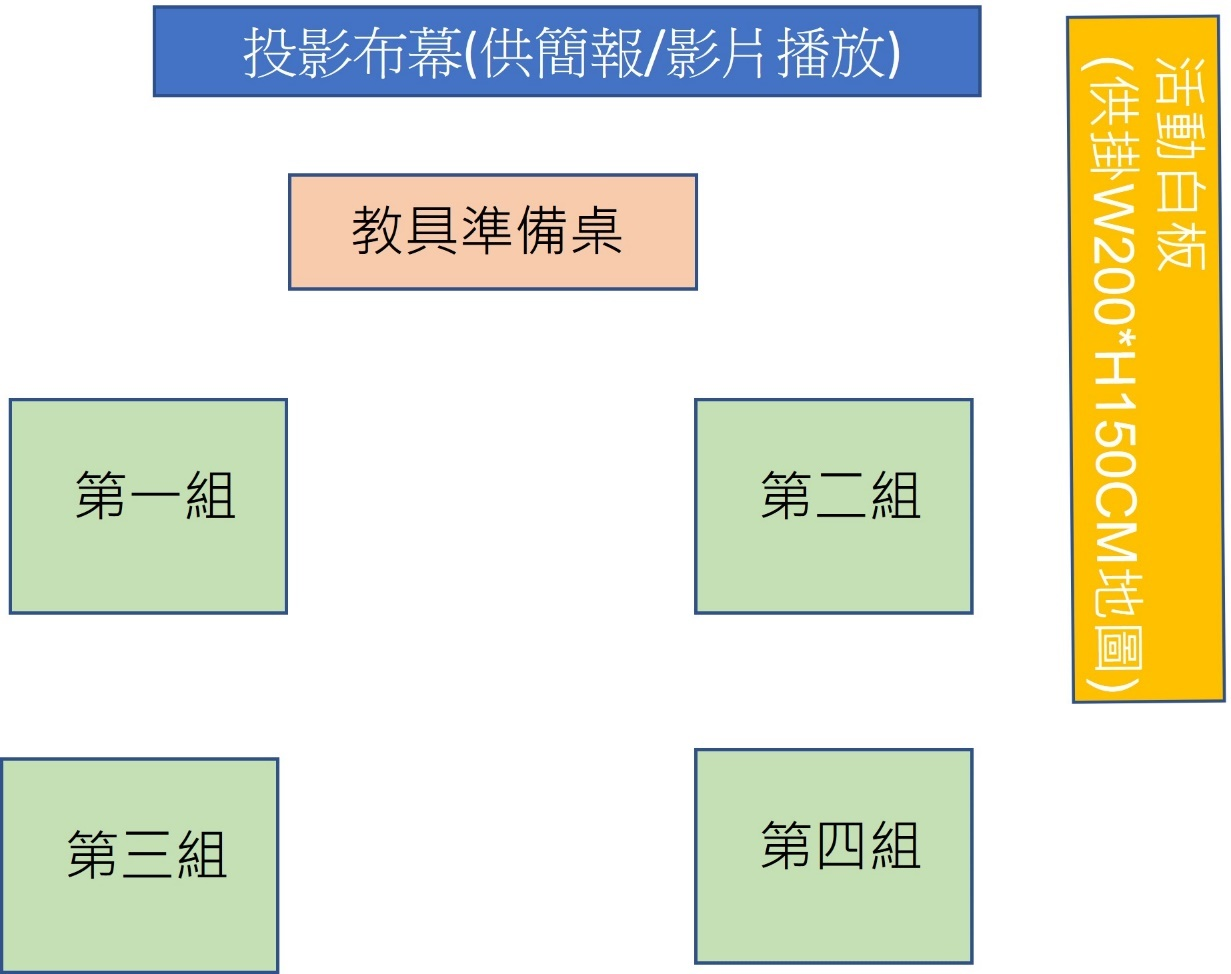 投影布幕(供簡報/影片播放)
教具準備桌
活動白板
(供掛W200*H150CM地圖)
第一組
第二組
第三組
第四組